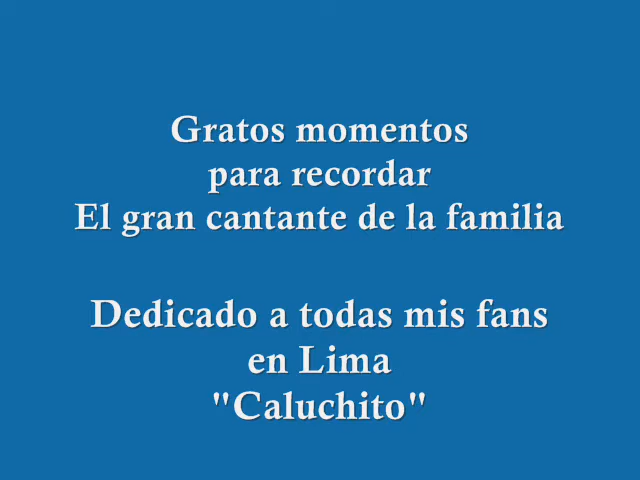 Gratos momentos
para recordar
El gran cantante de la familia
Dedicado a todas mis fans
en Lima
"Caluchito"